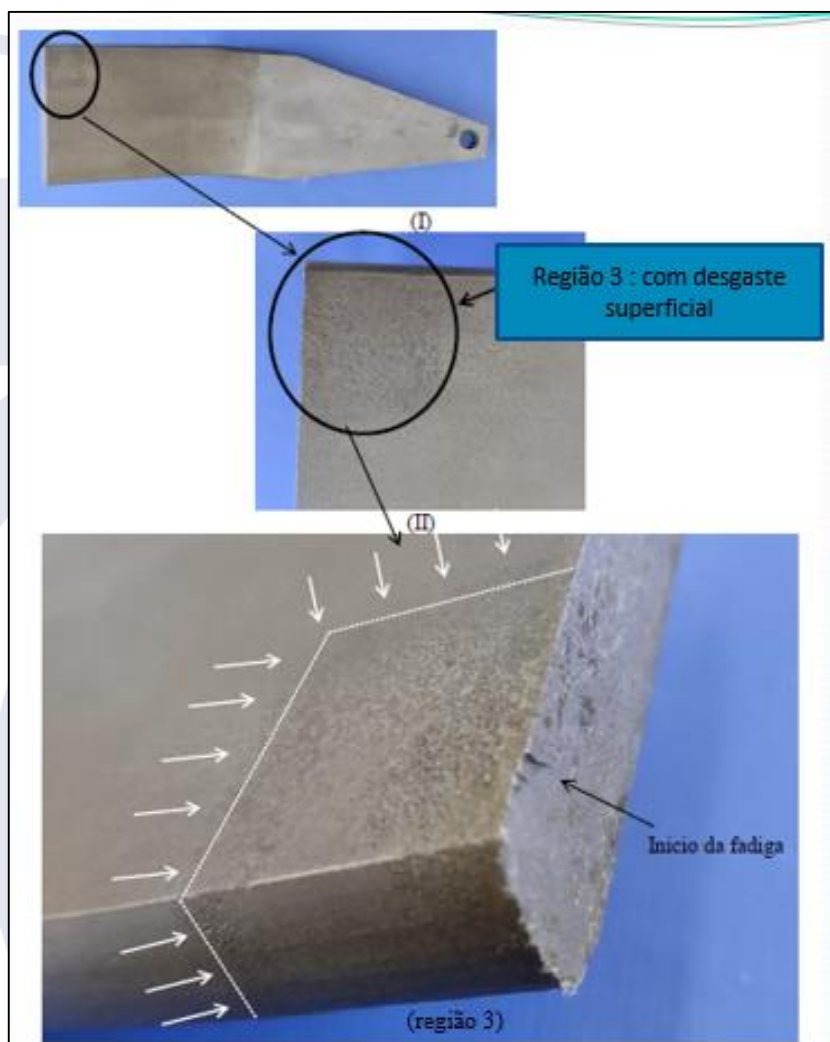 (I)
Região 3 : com desgaste
superficial
(II)
Início da fadiga
(região 3)